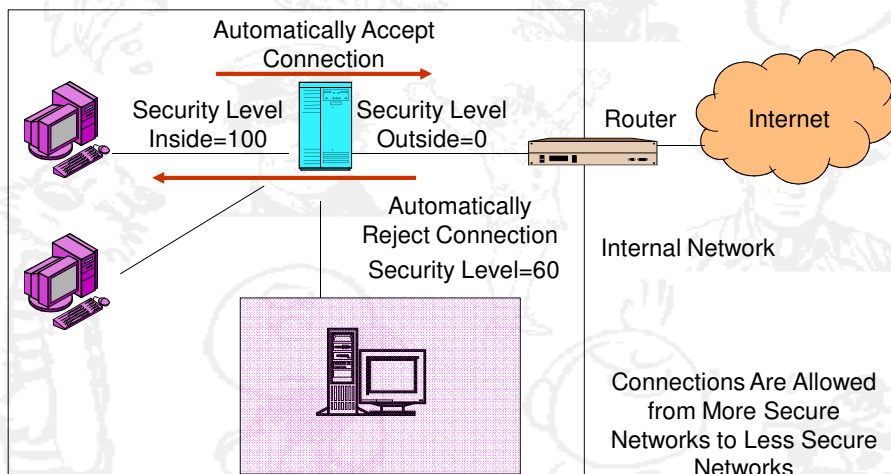 Automatically Accept
Connection
Security Level
Inside=100
Security Level
Outside=0
Router
Internet
Automatically
Reject Connection
Security Level=60
Internal Network
Connections Are Allowed
from More Secure
Networks to Less Secure
Networks